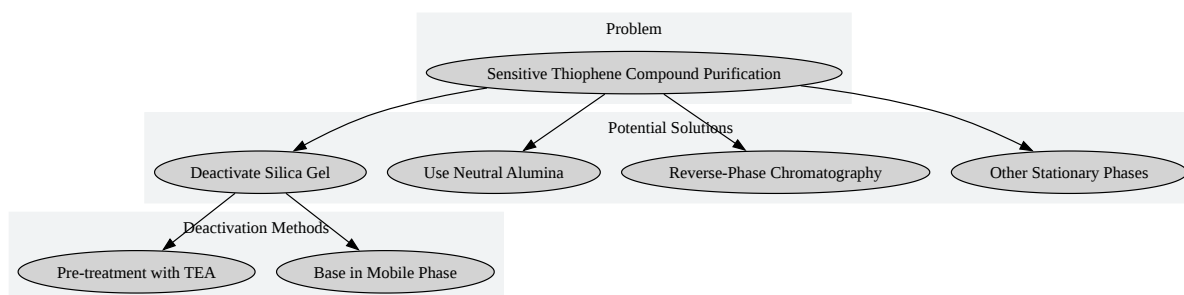 Problem
Sensitive Thiophene Compound Purification
Potential Solutions
Deactivate Silica Gel
Use Neutral Alumina
Reverse-Phase Chromatography
Other Stationary Phases
Deactivation Methods
Pre-treatment with TEA
Base in Mobile Phase